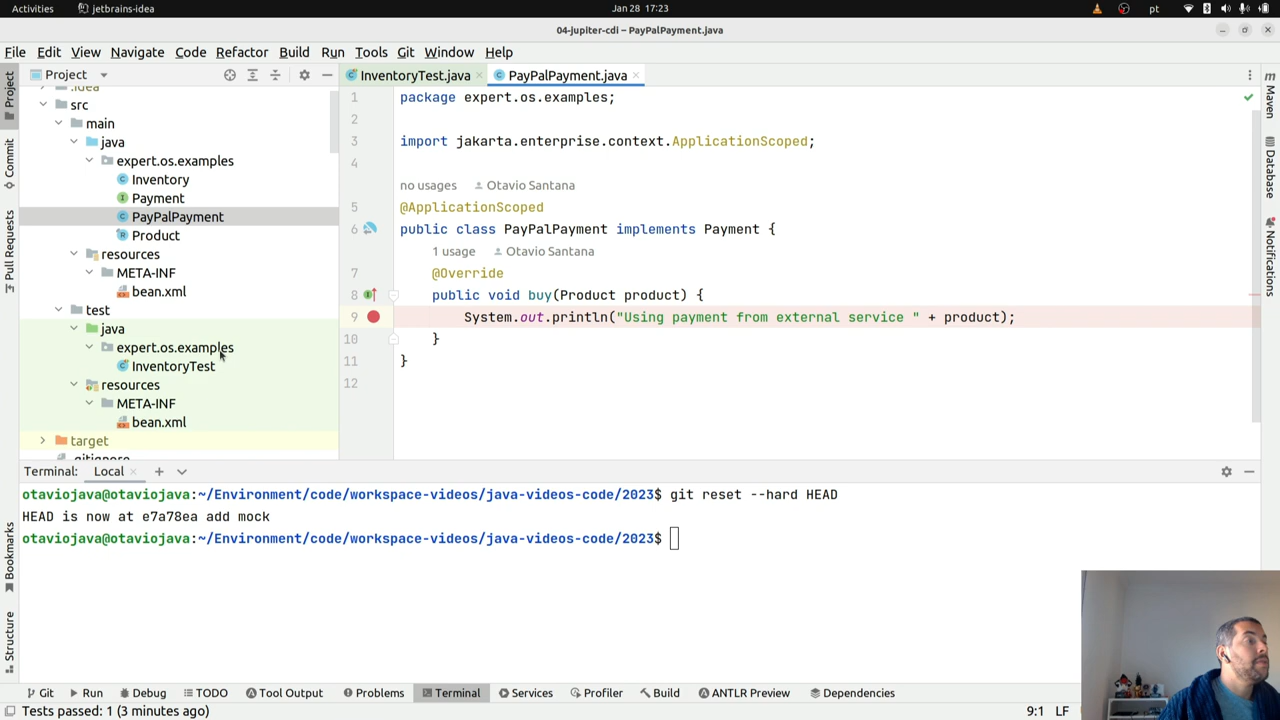 Activities
jetbrains-idea
Jan 28 17:23
pt
04-jupiter-cdi – PayPalPayment.java
File Edit View Navigate Code Refactor Build Run Tools Git Window Help
Project
InventoryTest.java
PayPalPayment.java
Project
Commit
Pull Requests
Bookmarks
Structure
.idea
src
main
java
expert.os.examples
Inventory
Payment
PayPalPayment
Product
resources
META-INF
bean.xml
test
java
expert.os.examples
InventoryTest
resources
META-INF
bean.xml
target
.gitignore
1 package expert.os.examples;
2
3 import jakarta.enterprise.context.ApplicationScoped;
4
no usages Otavio Santana
5 @ApplicationScoped
6 public class PayPalPayment implements Payment {
1 usage Otavio Santana
7 @Override
8 public void buy(Product product) {
9 System.out.println("Using payment from external service " + product);
10 }
11 }
12
Maven
Database
Notifications
Terminal: Local
otaviojava@otaviojava:~/Environment/code/workspace-videos/java-videos-code/2023$ git reset --hard HEAD
HEAD is now at e7a78ea add mock
otaviojava@otaviojava:~/Environment/code/workspace-videos/java-videos-code/2023$
Git Run Debug TODO Tool Output Problems Terminal Services Profiler Build ANTLR Preview Dependencies
Tests passed: 1 (3 minutes ago)
9:1 LF